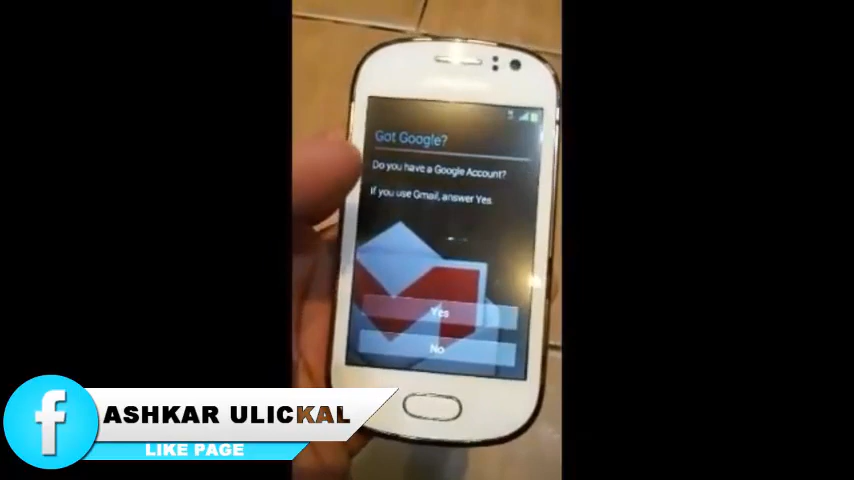 Got Google?
Do you have a Google Account?
If you use Gmail, answer Yes.
Yes
No
f
ASHKAR ULICKAL
LIKE PAGE